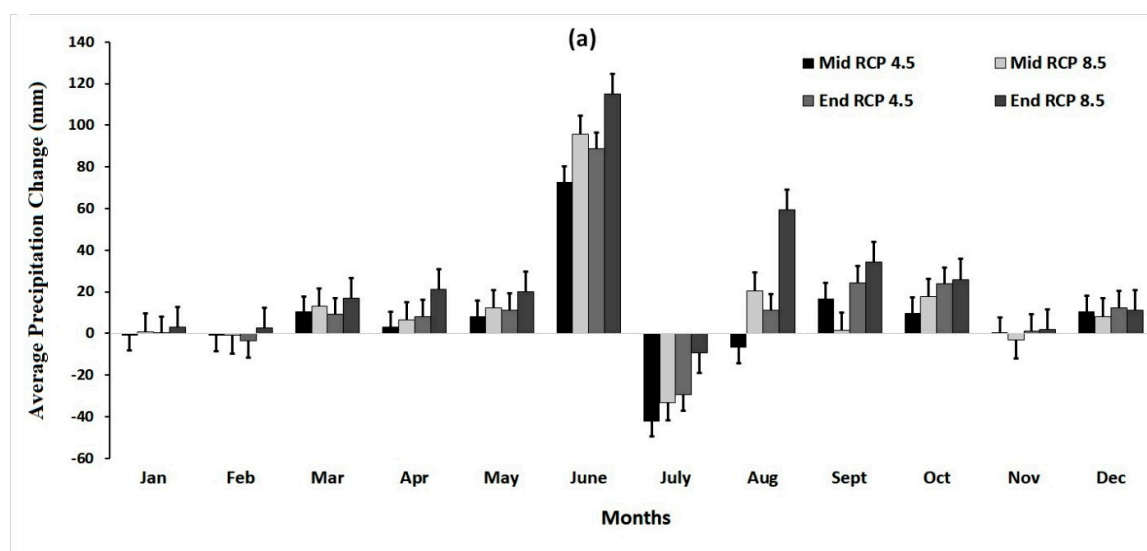 (a)
Mid RCP 4.5 Mid RCP 8.5
End RCP 4.5 End RCP 8.5
Average Precipitation Change (mm)
140
120
100
80
60
40
20
0
-20
-40
-60
Jan Feb Mar Apr May June July Aug Sept Oct Nov Dec
Months